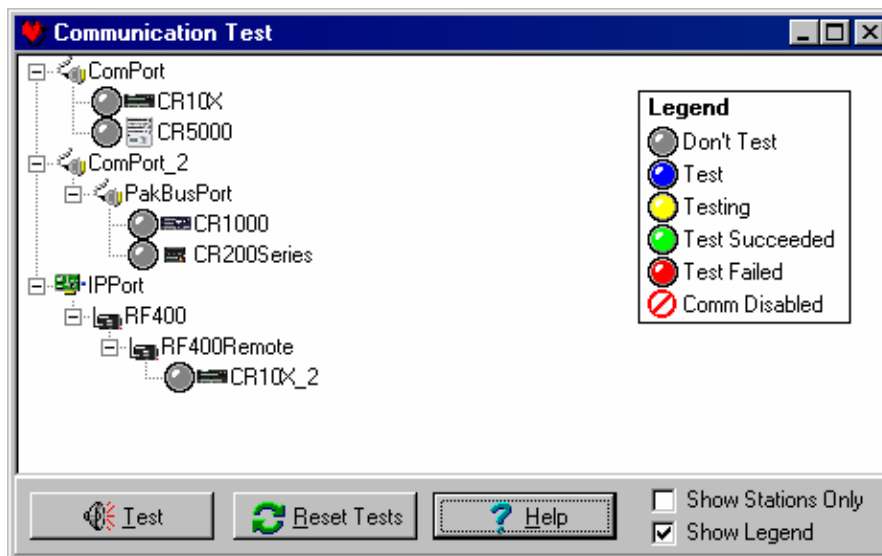 Communication Test
ComPort
CR10X
CR5000
ComPort_2
PakBusPort
CR1000
CR200Series
IPPort
RF400
RF400Remote
CR10X_2
Legend
Don't Test
Test
Testing
Test Succeeded
Test Failed
Comm Disabled
Test
Reset Tests
Help
Show Stations Only
Show Legend